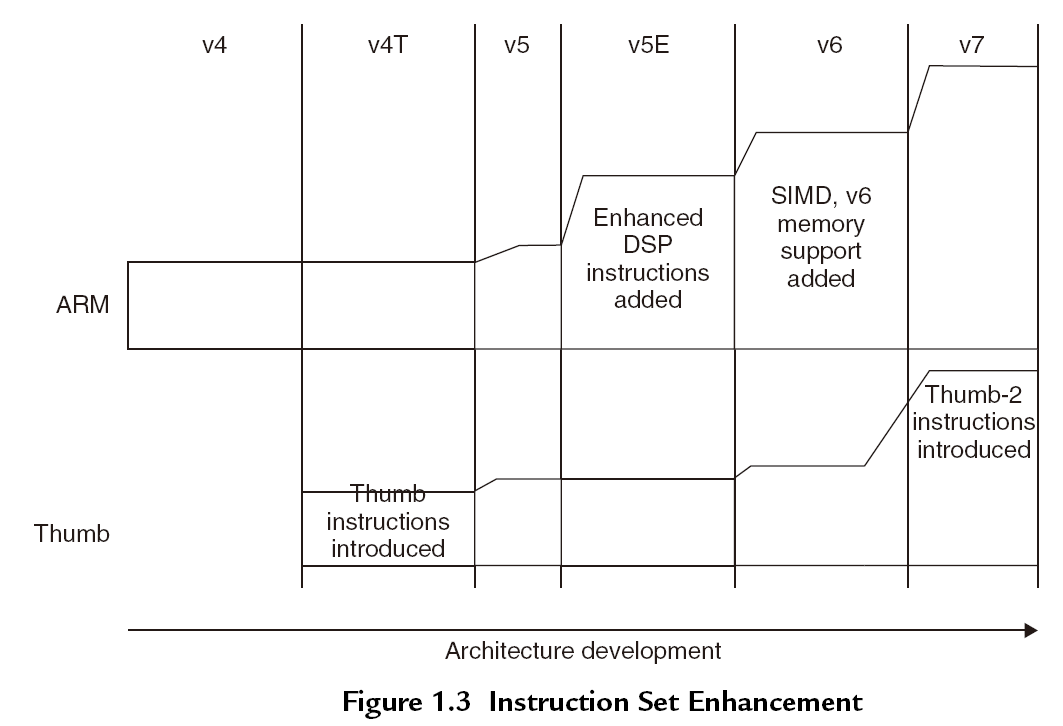 v4 v4T v5 v5E v6 v7
Enhanced
DSP
instructions
added
SIMD, v6
memory
support
added
ARM
Thumb-2
instructions
introduced
Thumb
instructions
introduced
Thumb
Architecture development
Figure 1.3 Instruction Set Enhancement